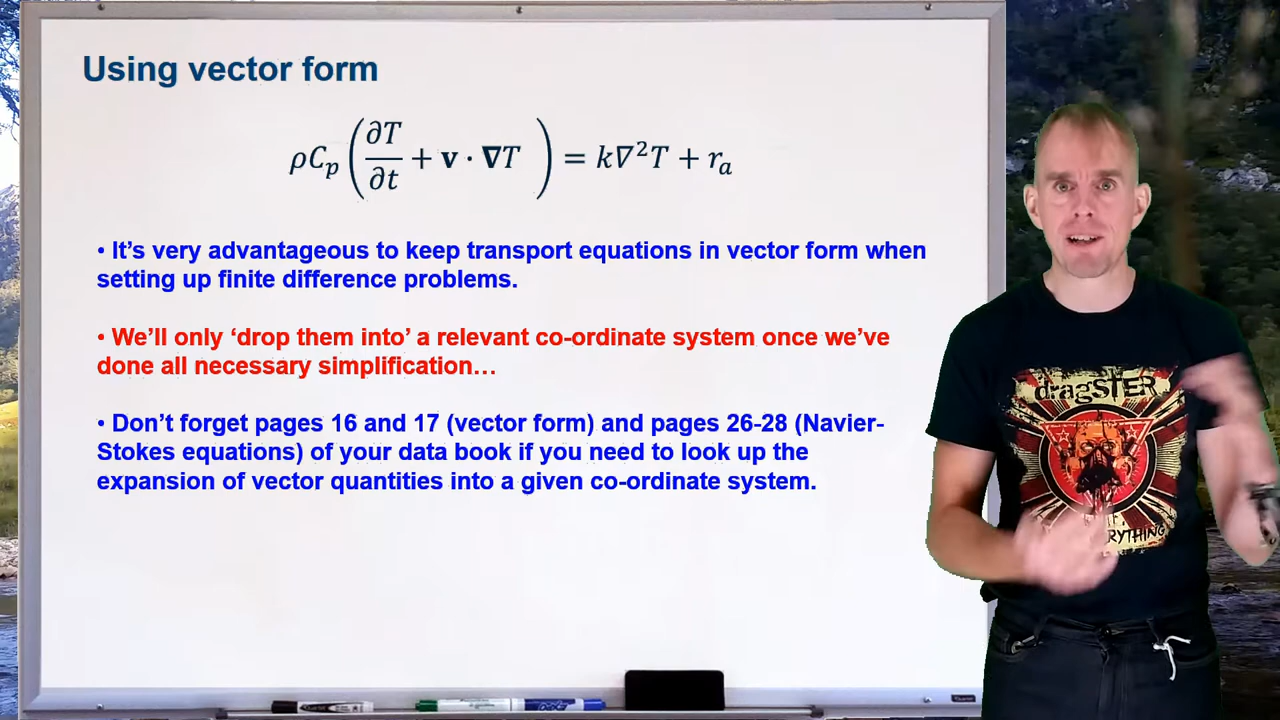 Using vector form
ρC_p (∂T/∂t + v · ∇T ) = k∇²T + r_a
• It’s very advantageous to keep transport equations in vector form when
setting up finite difference problems.
• We’ll only ‘drop them into’ a relevant co-ordinate system once we’ve
done all necessary simplification…
• Don’t forget pages 16 and 17 (vector form) and pages 26-28 (Navier-
Stokes equations) of your data book if you need to look up the
expansion of vector quantities into a given co-ordinate system.
dragSTER